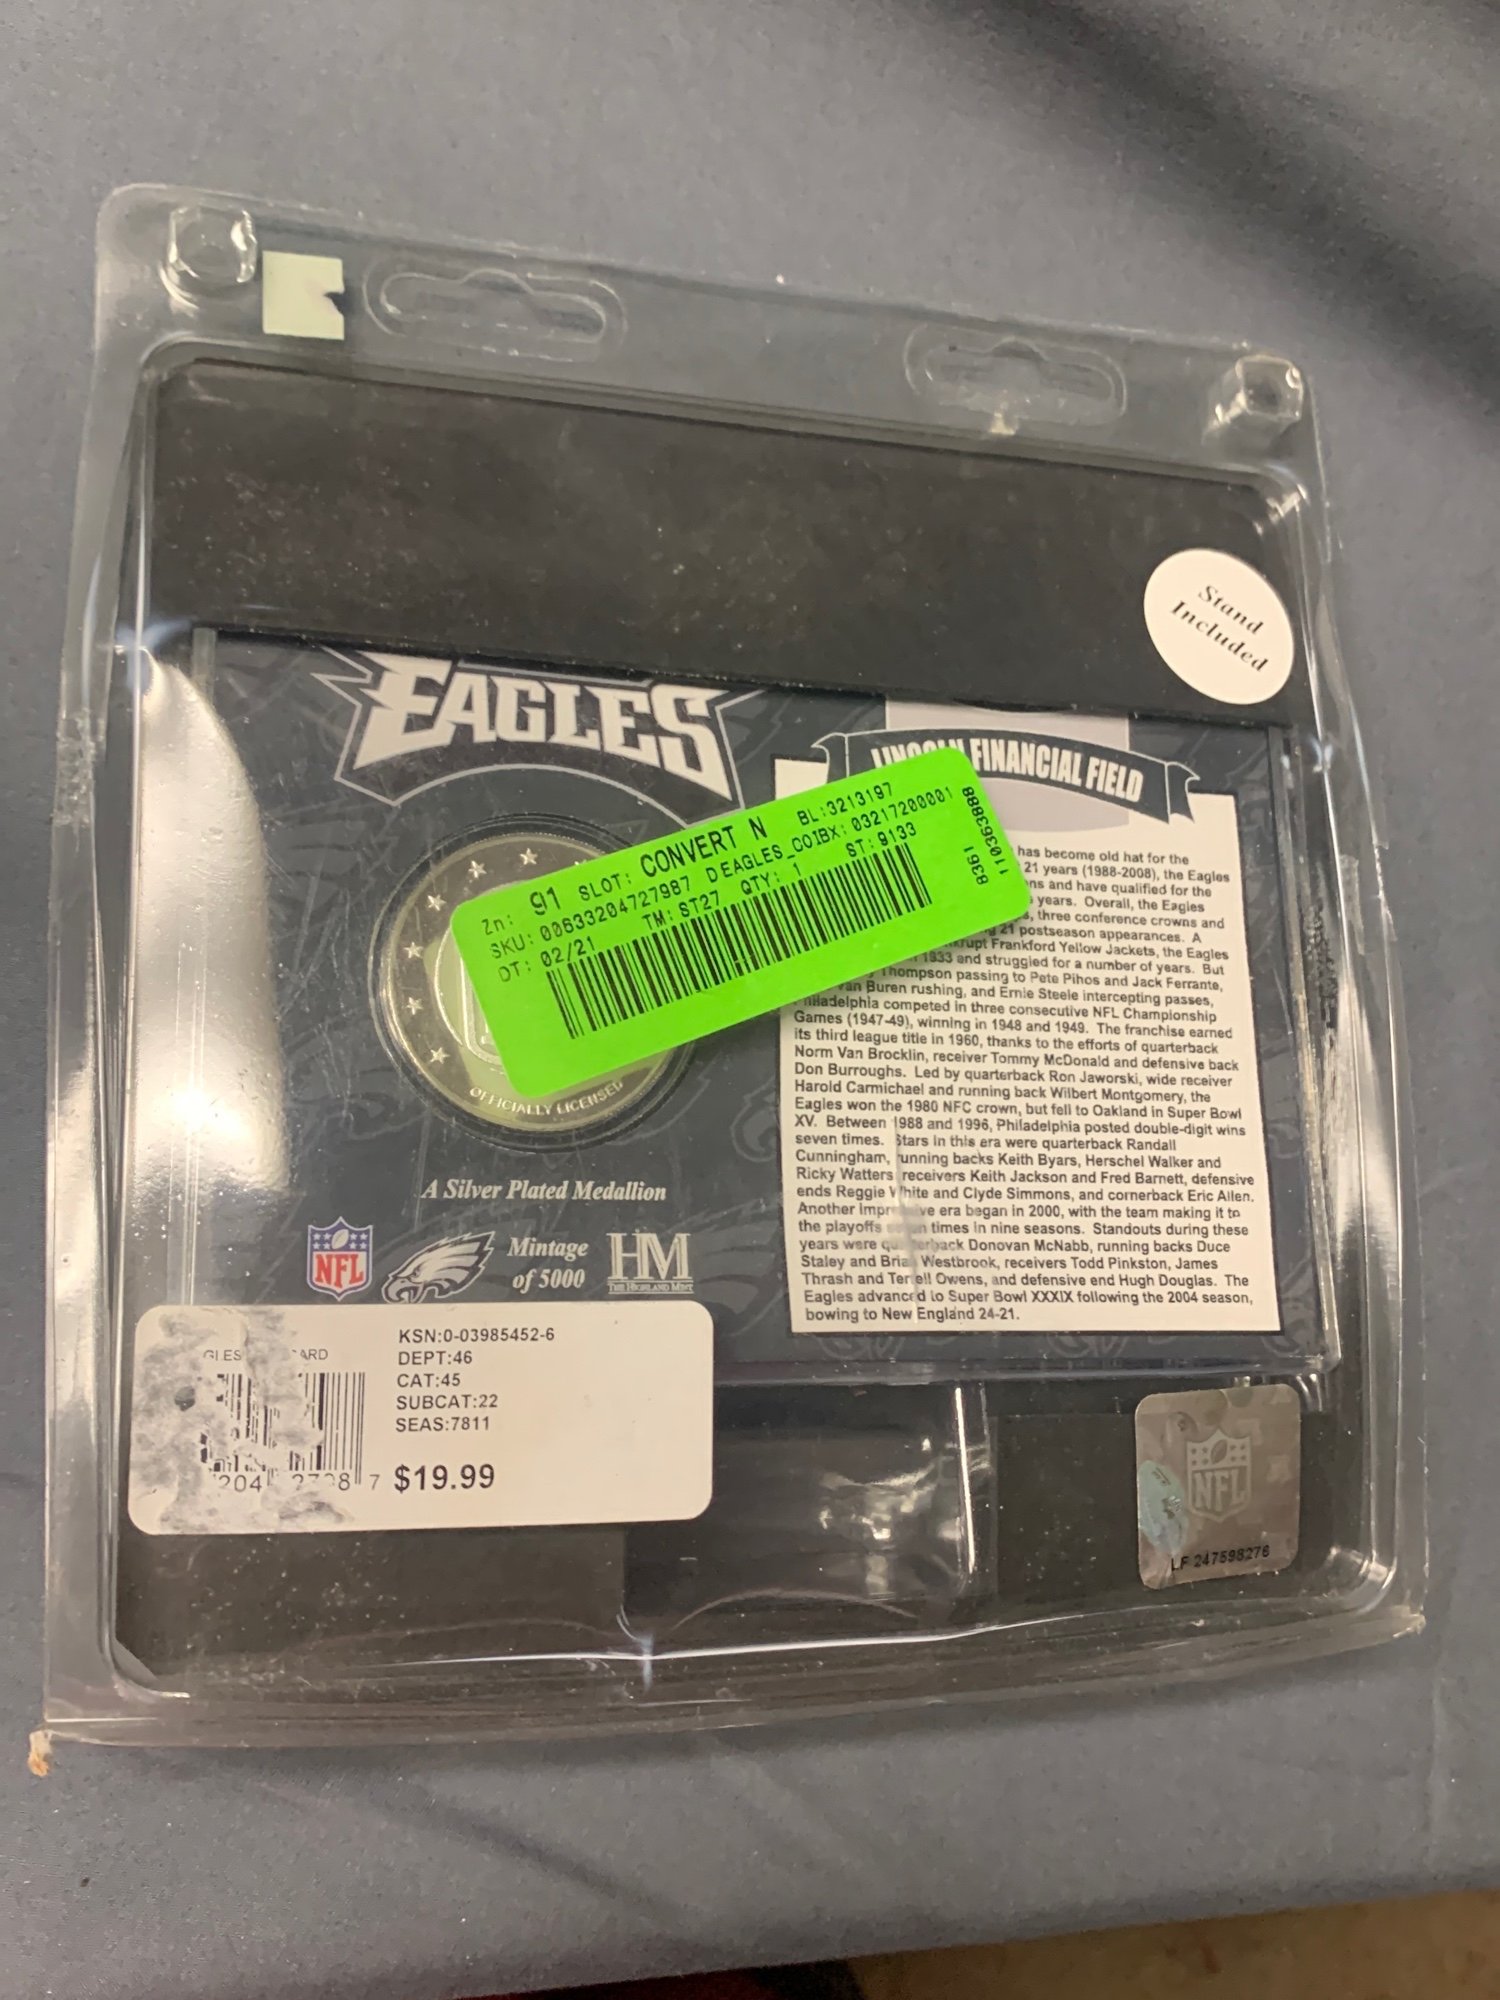 Stand
Included
EAGLES
FINANCIAL FIELD
Zn: 91 SLOT: CONVERT N BL:3213197
SKU: 00633204727987 D EAGLES_COIBX: 03217200001
DT: 02/21 TM: ST27 QTY: 1 ST: 9133
8361
110363888
OFFICIALLY LICENSED
has become old hat for the
21 years (1988-2008), the Eagles
and have qualified for the
years. Overall, the Eagles
three conference crowns and
21 postseason appearances. A
Frankford Yellow Jackets, the Eagles
1933 and struggled for a number of years. But
Thompson passing to Pete Pihos and Jack Ferrante,
Van Buren rushing, and Ernie Steele intercepting passes,
Philadelphia competed in three consecutive NFL Championship
Games (1947-49), winning in 1948 and 1949. The franchise earned
its third league title in 1960, thanks to the efforts of quarterback
Norm Van Brocklin, receiver Tommy McDonald and defensive back
Don Burroughs. Led by quarterback Ron Jaworski, wide receiver
Harold Carmichael and running back Wilbert Montgomery, the
Eagles won the 1980 NFC crown, but fell to Oakland in Super Bowl
XV. Between 1988 and 1996, Philadelphia posted double-digit wins
seven times. Stars in this era were quarterback Randall
Cunningham, running backs Keith Byars, Herschel Walker and
Ricky Watters, receivers Keith Jackson and Fred Barnett, defensive
ends Reggie White and Clyde Simmons, and cornerback Eric Allen.
Another impressive era began in 2000, with the team making it to
the playoffs seven times in nine seasons. Standouts during these
years were quarterback Donovan McNabb, running backs Duce
Staley and Brian Westbrook, receivers Todd Pinkston, James
Thrash and Terrell Owens, and defensive end Hugh Douglas. The
Eagles advanced to Super Bowl XXXIX following the 2004 season,
bowing to New England 24-21.
A Silver Plated Medallion
NFL
Mintage
of 5000
HM
THE HIGHLAND MINT
KSN:0-03985452-6
DEPT:46
CAT:45
SUBCAT:22
SEAS:7811
$19.99
NFL
LF 247598276